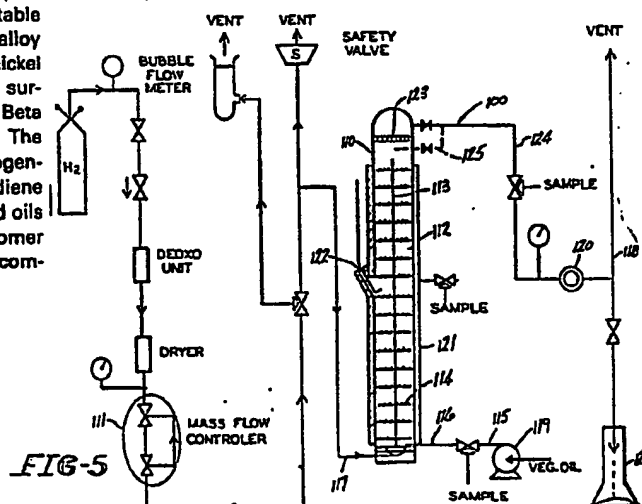 table
alloy
ickel
sur-
Beta
The
ogen-
diene
d oils
omer
com-
VENT
VENT
VENT
BUBBLE
FLOW
METER
S
SAFETY
VALVE
H2
123
100
110
125
124
113
SAMPLE
112
118
120
122
DEOXO
UNIT
SAMPLE
121
DRYER
114
111
MASS FLOW
CONTROLER
116
115
119
FIG-5
117
VEG. OIL
SAMPLE